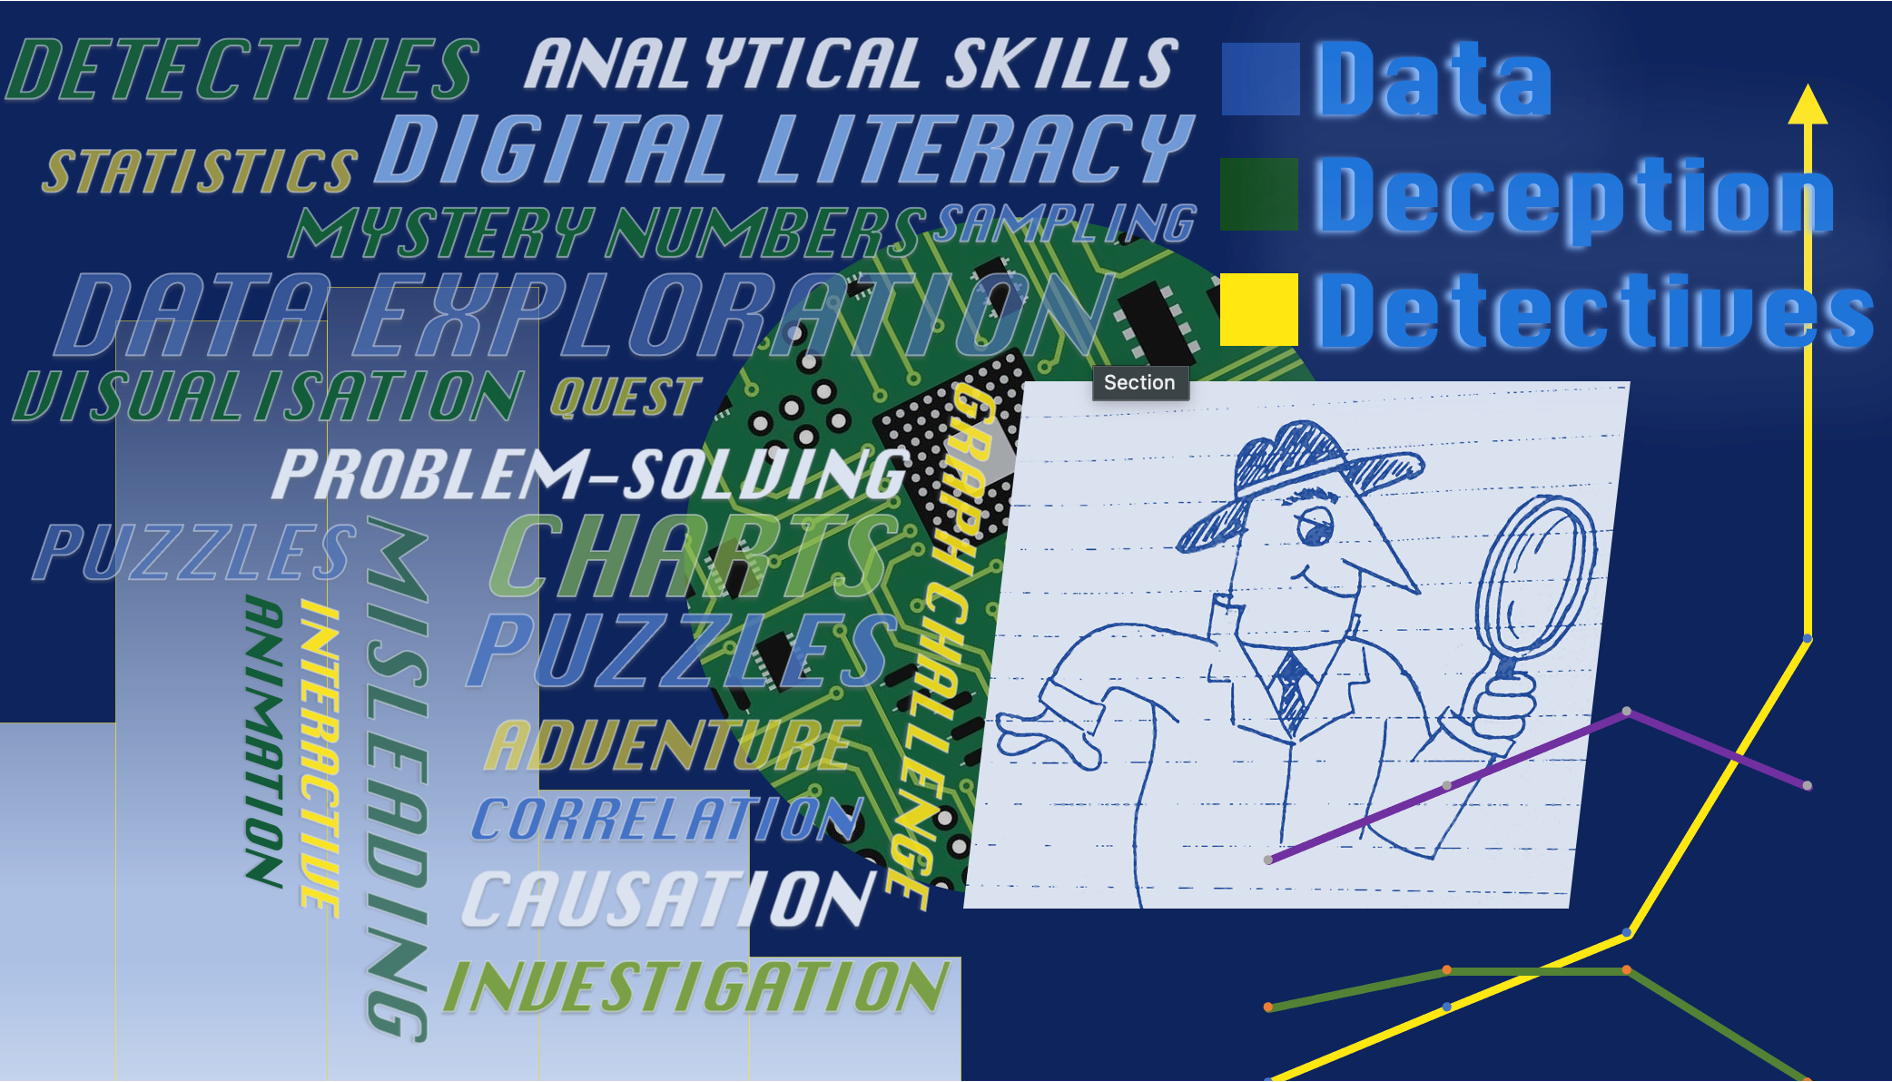 DETECTIVES
ANALYTICAL SKILLS
STATISTICS
DIGITAL LITERACY
MYSTERY NUMBERS
SAMPLING
DATA EXPLORATION
VISUALISATION
QUEST
PROBLEM-SOLVING
PUZZLES
CHARTS
PUZZLES
ADVENTURE
CORRELATION
CAUSATION
INVESTIGATION
ANIMATION
INTERACTIVE
MISLEADING
GRAPH CHALLENGE
Data
Deception
Detectives
Section